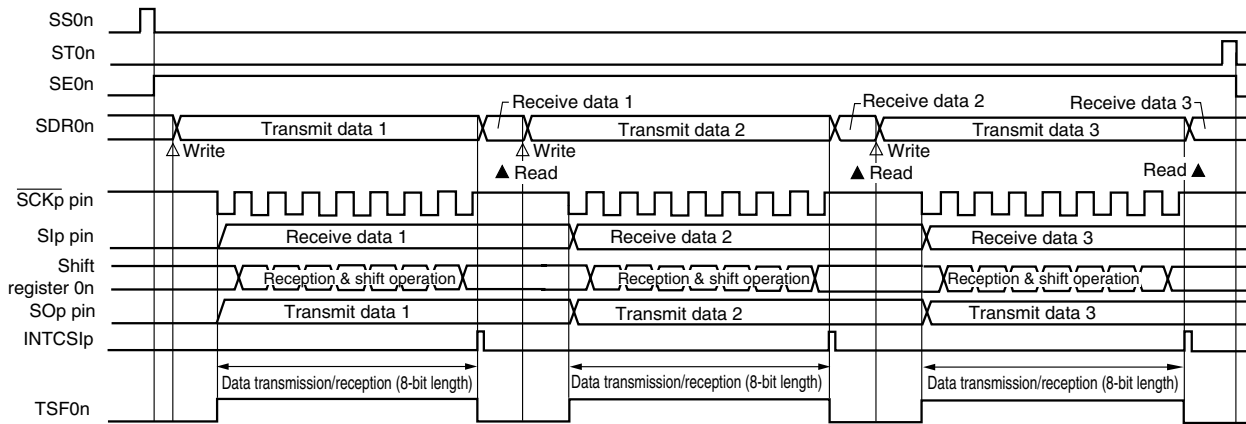 SS0n
ST0n
SE0n
Receive data 1
Receive data 2
Receive data 3
SDR0n
Transmit data 1
Transmit data 2
Transmit data 3
Write
Write
Write
▲ Read
▲ Read
Read ▲
SCKp pin
SIp pin
Receive data 1
Receive data 2
Receive data 3
Shift
register 0n
Reception & shift operation
Reception & shift operation
Reception & shift operation
SOp pin
Transmit data 1
Transmit data 2
Transmit data 3
INTCSIp
Data transmission/reception (8-bit length)
Data transmission/reception (8-bit length)
Data transmission/reception (8-bit length)
TSF0n